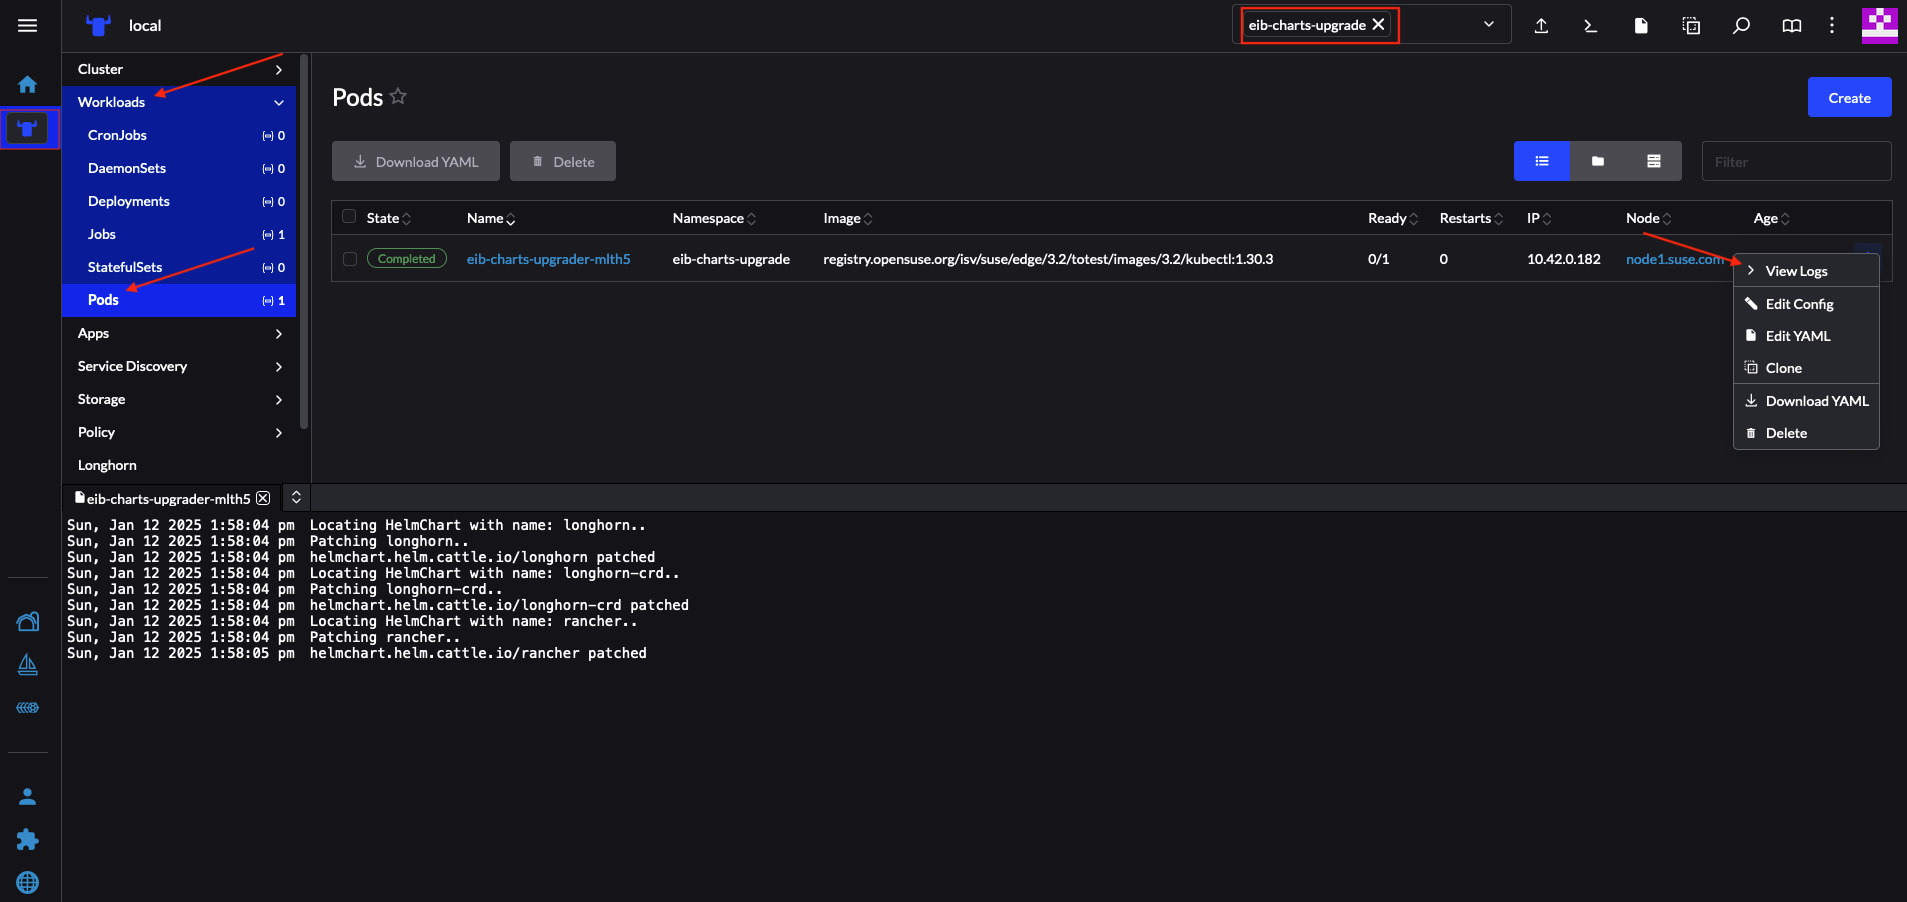 local
eib-charts-upgrade
Cluster
Workloads
CronJobs 0
DaemonSets 0
Deployments 0
Jobs 1
StatefulSets 0
Pods 1
Apps
Service Discovery
Storage
Policy
Longhorn
Pods
Create
Download YAML
Delete
Filter
State Name Namespace Image Ready Restarts IP Node Age
Completed eib-charts-upgrader-mlth5 eib-charts-upgrade registry.opensuse.org/isv/suse/edge/3.2/totest/images/3.2/kubectl:1.30.3 0/1 0 10.42.0.182 node1.suse.com
View Logs
Edit Config
Edit YAML
Clone
Download YAML
Delete
eib-charts-upgrader-mlth5
Sun, Jan 12 2025 1:58:04 pm Locating HelmChart with name: longhorn..
Sun, Jan 12 2025 1:58:04 pm Patching longhorn..
Sun, Jan 12 2025 1:58:04 pm helmchart.helm.cattle.io/longhorn patched
Sun, Jan 12 2025 1:58:04 pm Locating HelmChart with name: longhorn-crd..
Sun, Jan 12 2025 1:58:04 pm Patching longhorn-crd..
Sun, Jan 12 2025 1:58:04 pm helmchart.helm.cattle.io/longhorn-crd patched
Sun, Jan 12 2025 1:58:04 pm Locating HelmChart with name: rancher..
Sun, Jan 12 2025 1:58:04 pm Patching rancher..
Sun, Jan 12 2025 1:58:05 pm helmchart.helm.cattle.io/rancher patched